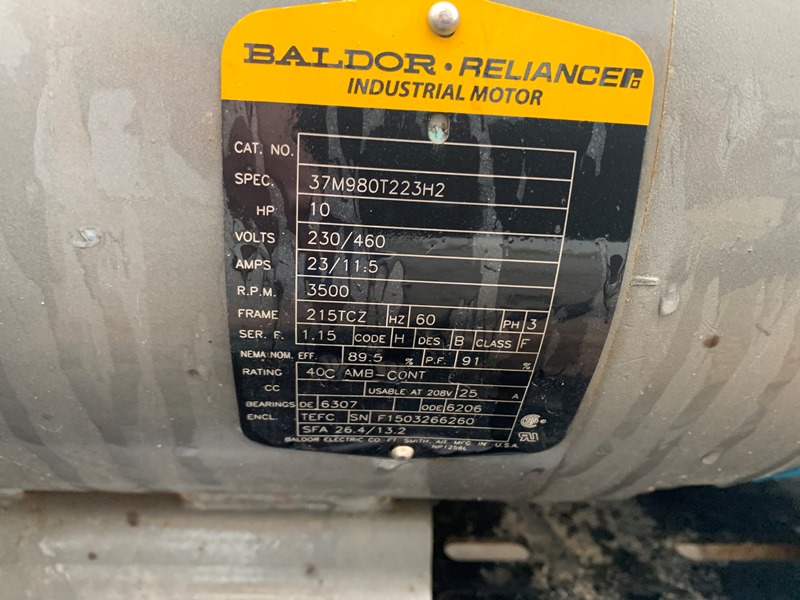 BALDOR · RELIANCE
INDUSTRIAL MOTOR
CAT. NO.
SPEC. 37M980T223H2
HP 10
VOLTS 230/460
AMPS 23/11.5
R.P.M. 3500
FRAME 215TCZ HZ 60 PH 3
SER. F. 1.15 CODE H DES B CLASS F
NEMA NOM. EFF. 89.5 % P.F. 91 %
RATING 40C AMB-CONT
CC USABLE AT 208V 25 A
BEARINGS DE 6307 ODE 6206
ENCL. TEFC SN F1503266260
SFA 26.4/13.2
BALDOR ELECTRIC CO. FT. SMITH, AR. MFG. IN U.S.A.
NP1256L